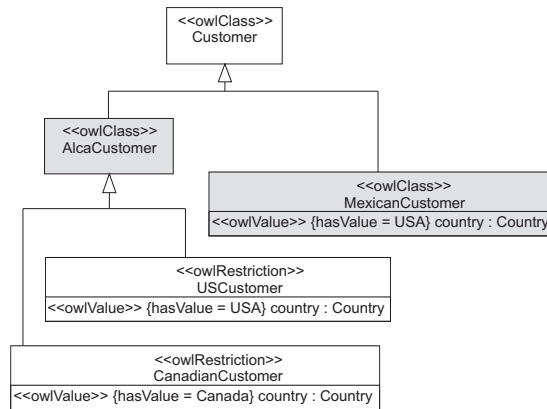 <<owlClass>>
Customer
<<owlClass>>
AlcaCustomer
<<owlClass>>
MexicanCustomer
<<owlValue>> {hasValue = USA} country : Country
<<owlRestriction>>
USCustomer
<<owlValue>> {hasValue = USA} country : Country
<<owlRestriction>>
CanadianCustomer
<<owlValue>> {hasValue = Canada} country : Country